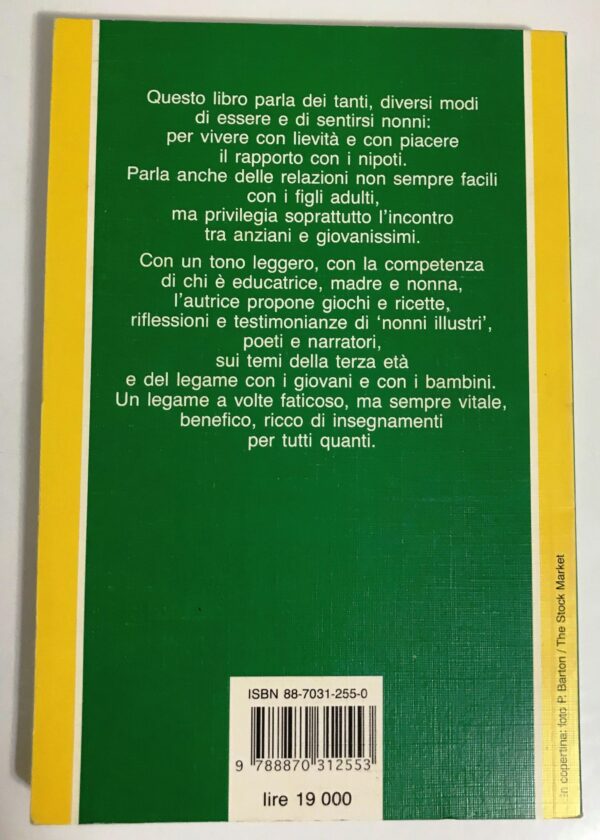 Questo libro parla dei tanti, diversi modi
di essere e di sentirsi nonni:
per vivere con lievità e con piacere
il rapporto con i nipoti.
Parla anche delle relazioni non sempre facili
con i figli adulti,
ma privilegia soprattutto l'incontro
tra anziani e giovanissimi.
Con un tono leggero, con la competenza
di chi è educatrice, madre e nonna,
l'autrice propone giochi e ricette,
riflessioni e testimonianze di 'nonni illustri',
poeti e narratori,
sui temi della terza età
e del legame con i giovani e con i bambini.
Un legame a volte faticoso, ma sempre vitale,
benefico, ricco di insegnamenti
per tutti quanti.
In copertina: foto P. Barton / The Stock Market
ISBN 88-7031-255-0
9 788870 312553
lire 19 000